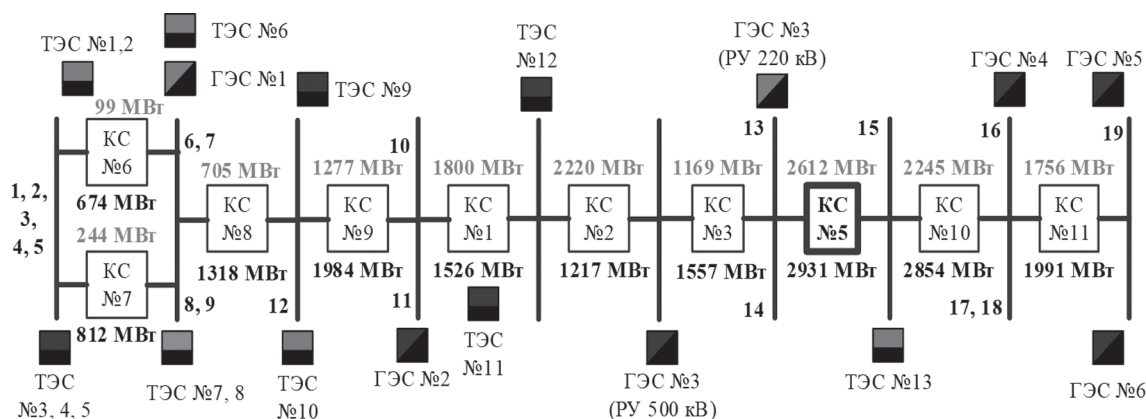 ТЭС №1,2
ТЭС №6
ГЭС №1
ТЭС №9
ТЭС
№12
ГЭС №3
(РУ 220 кВ)
ГЭС №4
ГЭС №5
99 МВт
КС
№6
674 МВт
244 МВт
КС
№7
812 МВт
1, 2,
3,
4, 5
6, 7
8, 9
705 МВт
КС
№8
1318 МВт
12
1277 МВт
КС
№9
1984 МВт
10
11
1800 МВт
КС
№1
1526 МВт
2220 МВт
КС
№2
1217 МВт
1169 МВт
КС
№3
1557 МВт
13
14
2612 МВт
КС
№5
2931 МВт
15
2245 МВт
КС
№10
2854 МВт
16
17, 18
1756 МВт
КС
№11
1991 МВт
19
ТЭС
№3, 4, 5
ТЭС №7, 8
ТЭС
№10
ГЭС №2
ТЭС
№11
ГЭС №3
(РУ 500 кВ)
ТЭС №13
ГЭС №6